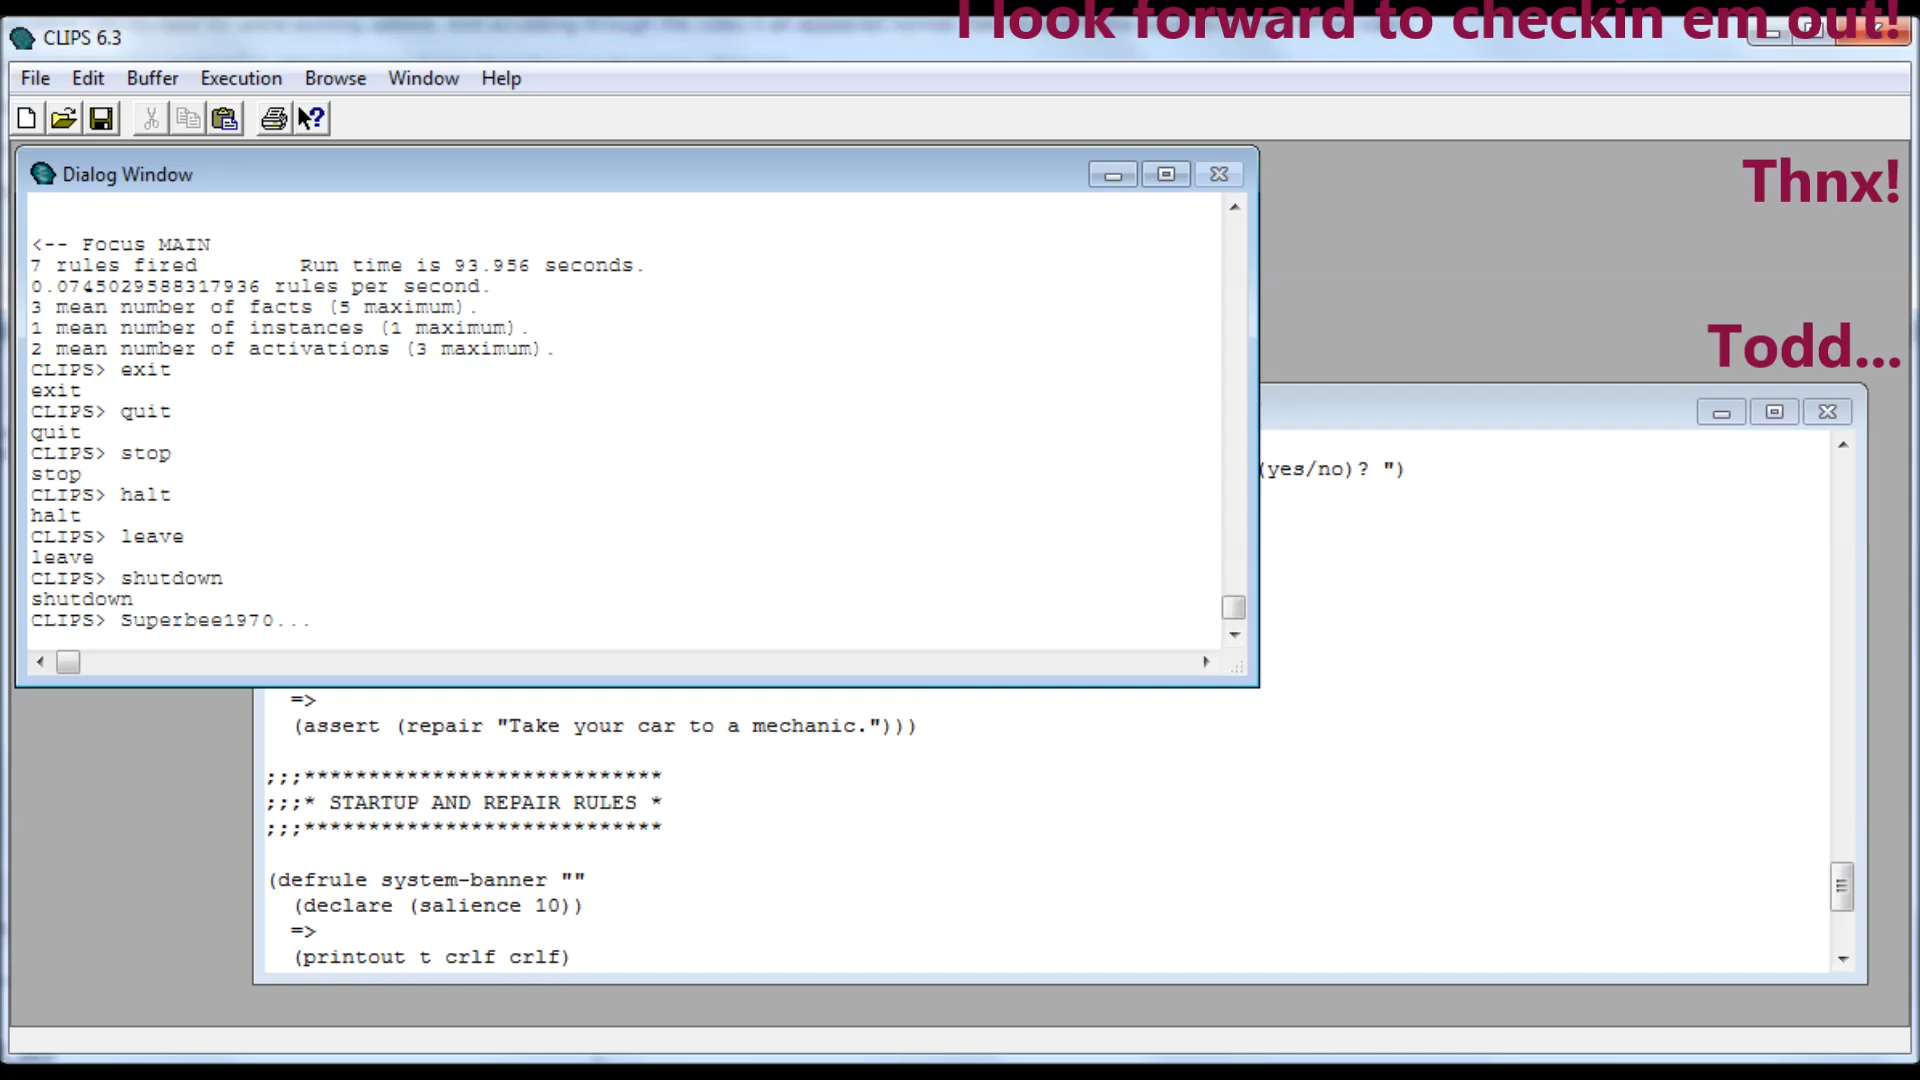 I look forward to checkin em out!
CLIPS 6.3
File Edit Buffer Execution Browse Window Help
Thnx!
Dialog Window
<-- Focus MAIN
7 rules fired        Run time is 93.956 seconds.
0.0745029588317936 rules per second.
3 mean number of facts (5 maximum).
1 mean number of instances (1 maximum).
2 mean number of activations (3 maximum).
CLIPS> exit
exit
CLIPS> quit
quit
CLIPS> stop
stop
CLIPS> halt
halt
CLIPS> leave
leave
CLIPS> shutdown
shutdown
CLIPS> Superbee1970...
Todd...
(yes/no)? ")
=>
(assert (repair "Take your car to a mechanic.")))
;;;****************************
;;;* STARTUP AND REPAIR RULES *
;;;****************************
(defrule system-banner ""
(declare (salience 10))
=>
(printout t crlf crlf)